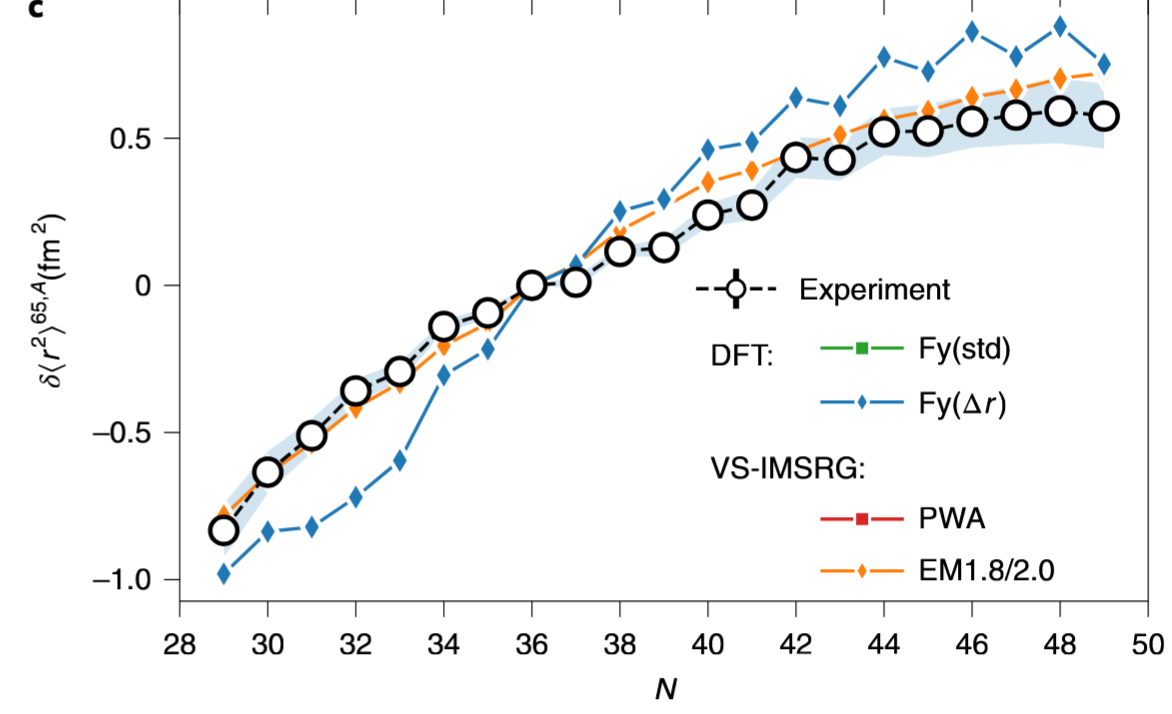 c
0.5
0
−0.5
−1.0
δ⟨r²⟩⁶⁵,ᴬ(fm²)
Experiment
DFT:
Fy(std)
Fy(Δr)
VS-IMSRG:
PWA
EM1.8/2.0
28 30 32 34 36 38 40 42 44 46 48 50
N